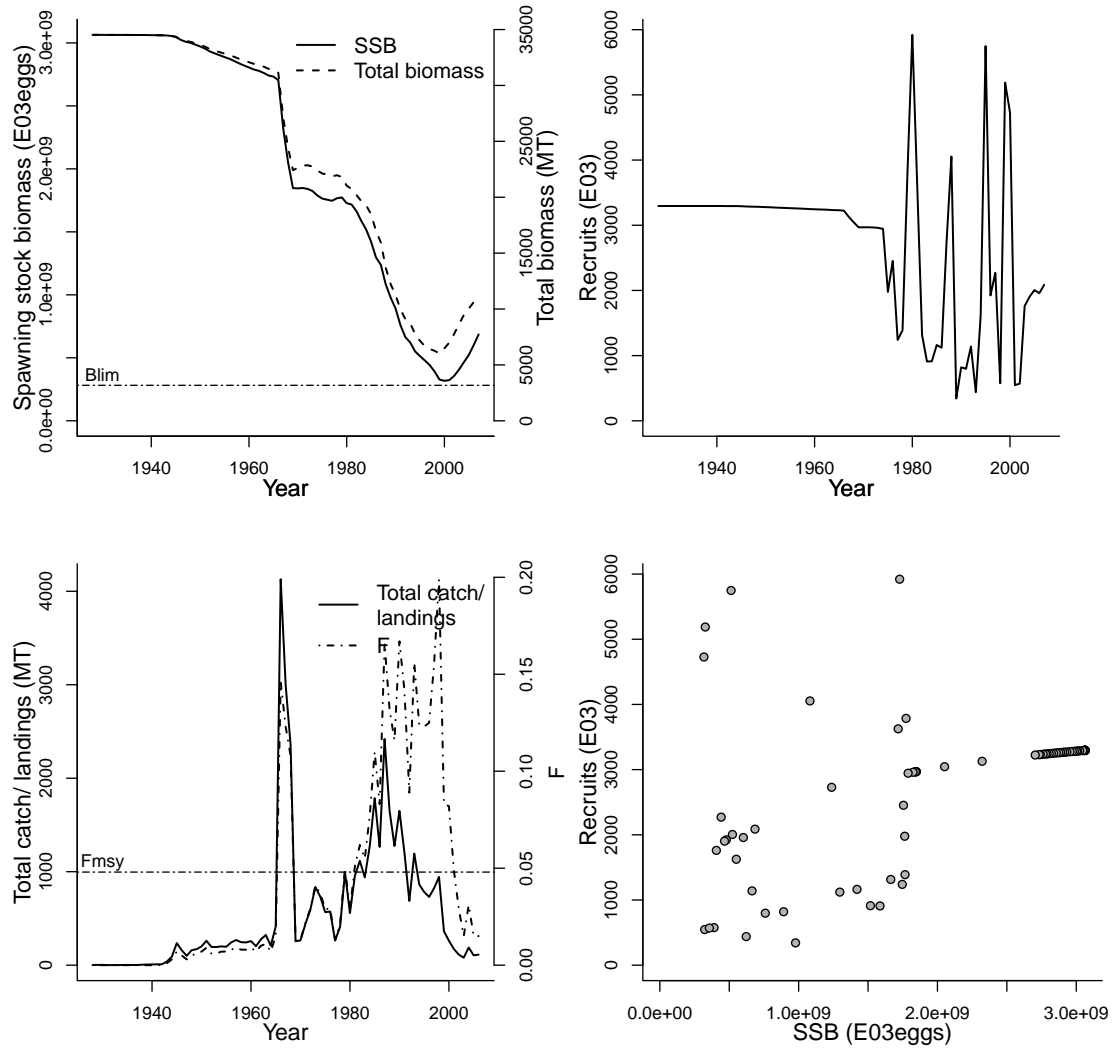 Spawning stock biomass (E03eggs)
0.0e+00
1.0e+09
2.0e+09
3.0e+09
SSB
Total biomass
Blim
0
5000
15000
25000
35000
Total biomass (MT)
1940
1960
1980
2000
Year
Recruits (E03)
0
1000
2000
3000
4000
5000
6000
1940
1960
1980
2000
Year
Total catch/ landings (MT)
0
1000
2000
3000
4000
Total catch/
landings
F
Fmsy
0.00
0.05
0.10
0.15
0.20
F
1940
1960
1980
2000
Year
Recruits (E03)
0
1000
2000
3000
4000
5000
6000
0.0e+00
1.0e+09
2.0e+09
3.0e+09
SSB (E03eggs)